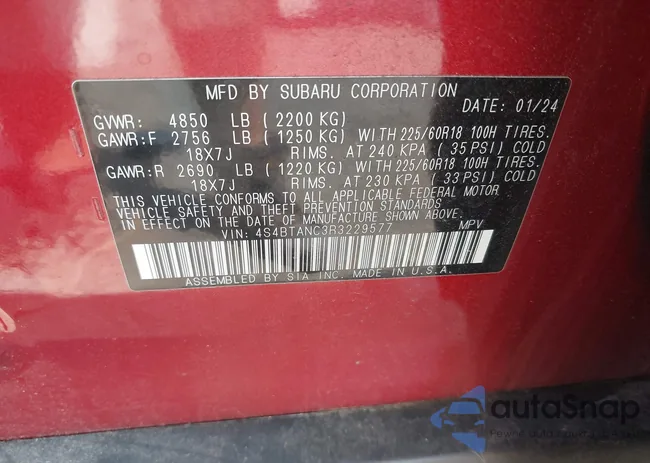 MFD BY SUBARU CORPORATION
DATE: 01/24
GVWR: 4850 LB (2200 KG)
GAWR:F 2756 LB (1250 KG) WITH 225/60R18 100H TIRES.
18X7J RIMS. AT 240 KPA (35 PSI) COLD
GAWR:R 2690 LB (1220 KG) WITH 225/60R18 100H TIRES.
18X7J RIMS. AT 230 KPA (33 PSI) COLD
THIS VEHICLE CONFORMS TO ALL APPLICABLE FEDERAL MOTOR
VEHICLE SAFETY AND THEFT PREVENTION STANDARDS
IN EFFECT ON THE DATE OF MANUFACTURE SHOWN ABOVE.
VIN: 4S4BTANC3R3229577 MPV
ASSEMBLED BY SIA INC. MADE IN U.S.A.
autoSnap